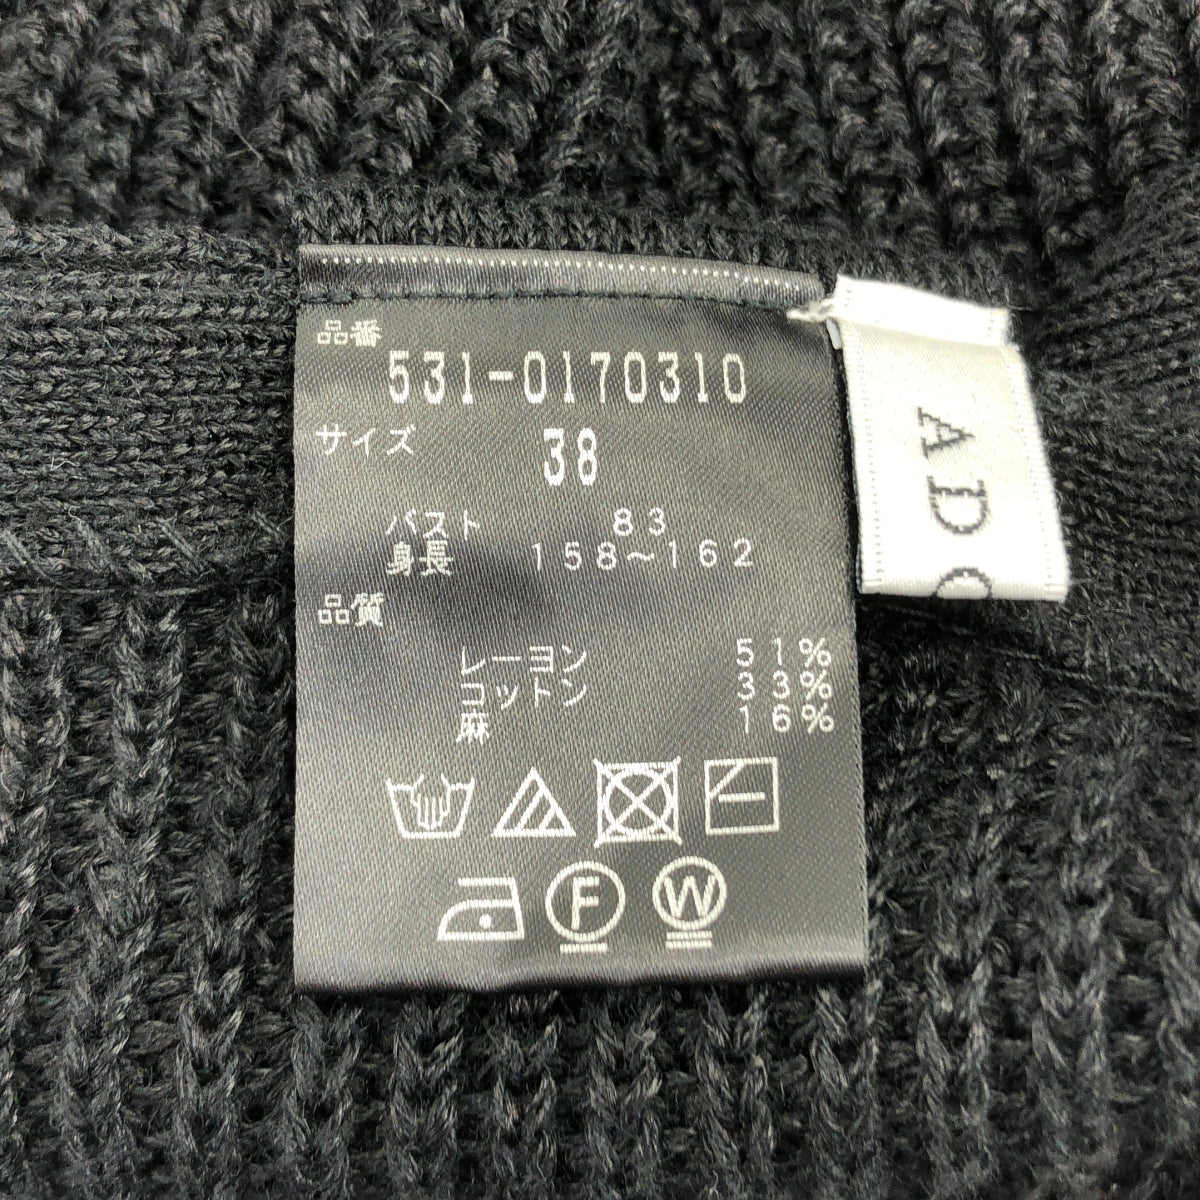 品番
531-0170310
サイズ 38
バスト 83
身長 158~162
品質
レーヨン 51%
コットン 33%
麻 16%
F W
AD